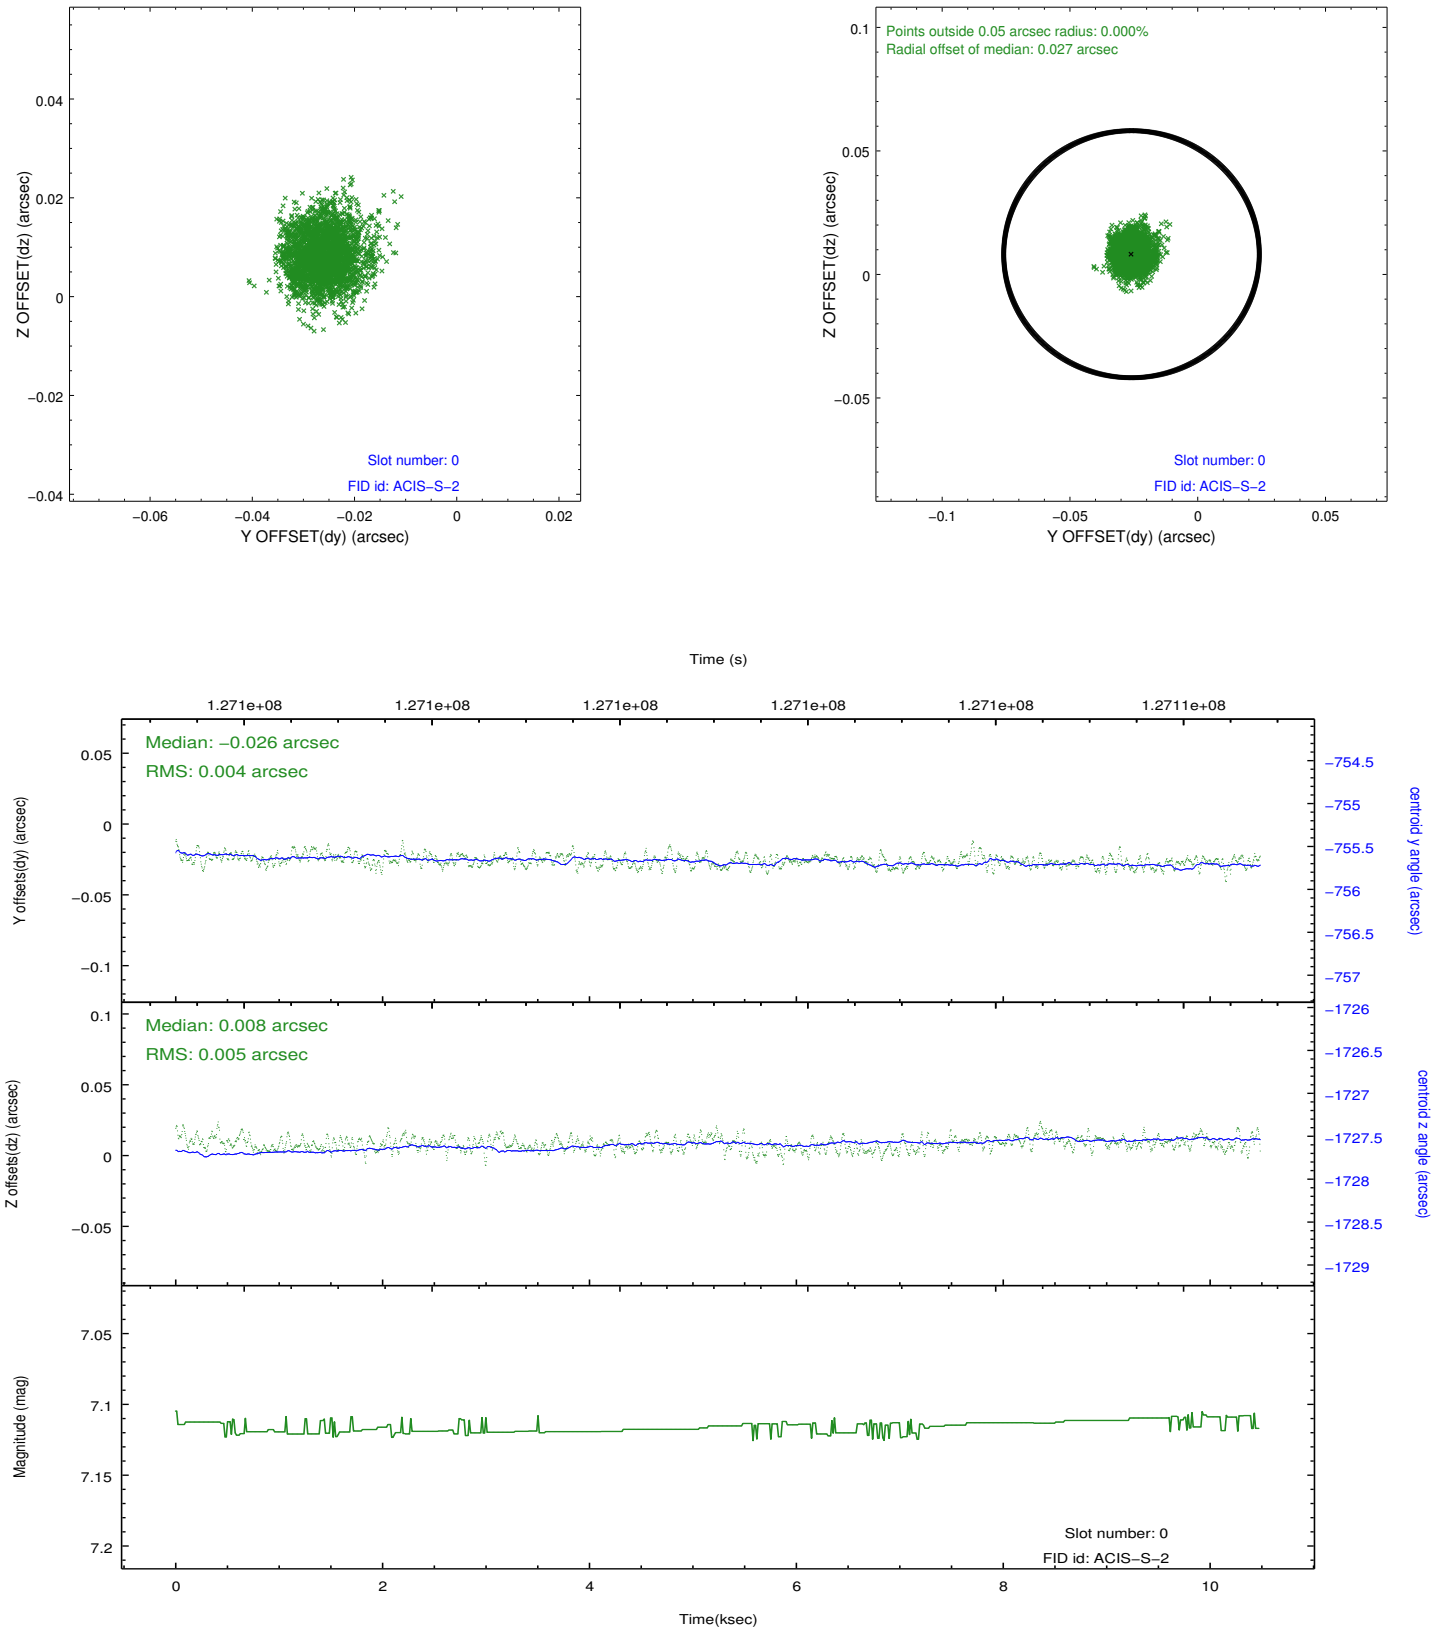 0.04
0.02
0
−0.02
−0.04
Z OFFSET(dz) (arcsec)
Slot number: 0
FID id: ACIS−S−2
−0.06
−0.04
−0.02
0
0.02
Y OFFSET(dy) (arcsec)
Points outside 0.05 arcsec radius: 0.000%
Radial offset of median: 0.027 arcsec
0.1
0.05
0
−0.05
Z OFFSET(dz) (arcsec)
Slot number: 0
FID id: ACIS−S−2
−0.1
−0.05
0
0.05
Y OFFSET(dy) (arcsec)
Time (s)
1.271e+08
1.271e+08
1.271e+08
1.271e+08
1.271e+08
1.2711e+08
Median: −0.026 arcsec
RMS: 0.004 arcsec
0.05
0
−0.05
−0.1
Y offsets(dy) (arcsec)
−754.5
−755
−755.5
−756
−756.5
−757
centroid y angle (arcsec)
Median: 0.008 arcsec
RMS: 0.005 arcsec
0.1
0.05
0
−0.05
Z offsets(dz) (arcsec)
−1726
−1726.5
−1727
−1727.5
−1728
−1728.5
−1729
centroid z angle (arcsec)
7.05
7.1
7.15
7.2
Magnitude (mag)
Slot number: 0
FID id: ACIS−S−2
0
2
4
6
8
10
Time(ksec)